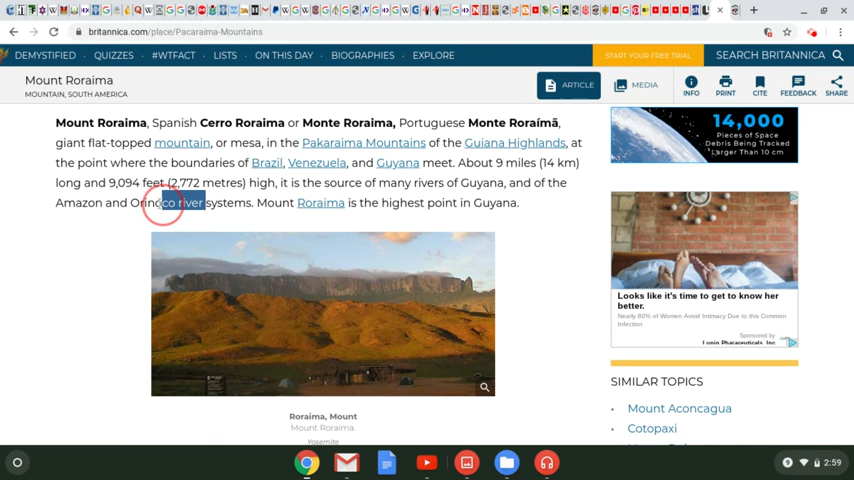 britannica.com/place/Pacaraima-Mountains
DEMYSTIFIED QUIZZES #WTFACT LISTS ON THIS DAY BIOGRAPHIES EXPLORE START YOUR FREE TRIAL SEARCH BRITANNICA
Mount Roraima
MOUNTAIN, SOUTH AMERICA
ARTICLE MEDIA INFO PRINT CITE FEEDBACK SHARE
Mount Roraima, Spanish Cerro Roraima or Monte Roraima, Portuguese Monte Roraímã,
giant flat-topped mountain, or mesa, in the Pakaraima Mountains of the Guiana Highlands, at
the point where the boundaries of Brazil, Venezuela, and Guyana meet. About 9 miles (14 km)
long and 9,094 feet (2,772 metres) high, it is the source of many rivers of Guyana, and of the
Amazon and Orinoco river systems. Mount Roraima is the highest point in Guyana.
Roraima, Mount
Mount Roraima.
Yosemite
14,000
Pieces of Space
Debris Being Tracked
Larger Than 10 cm
Looks like it's time to get to know her
better.
Nearly 80% of Women Avoid Intimacy Due to this Common
Infection
Sponsored by
Lupin Pharaceuticals, Inc.
SIMILAR TOPICS
Mount Aconcagua
Cotopaxi
9 2:59